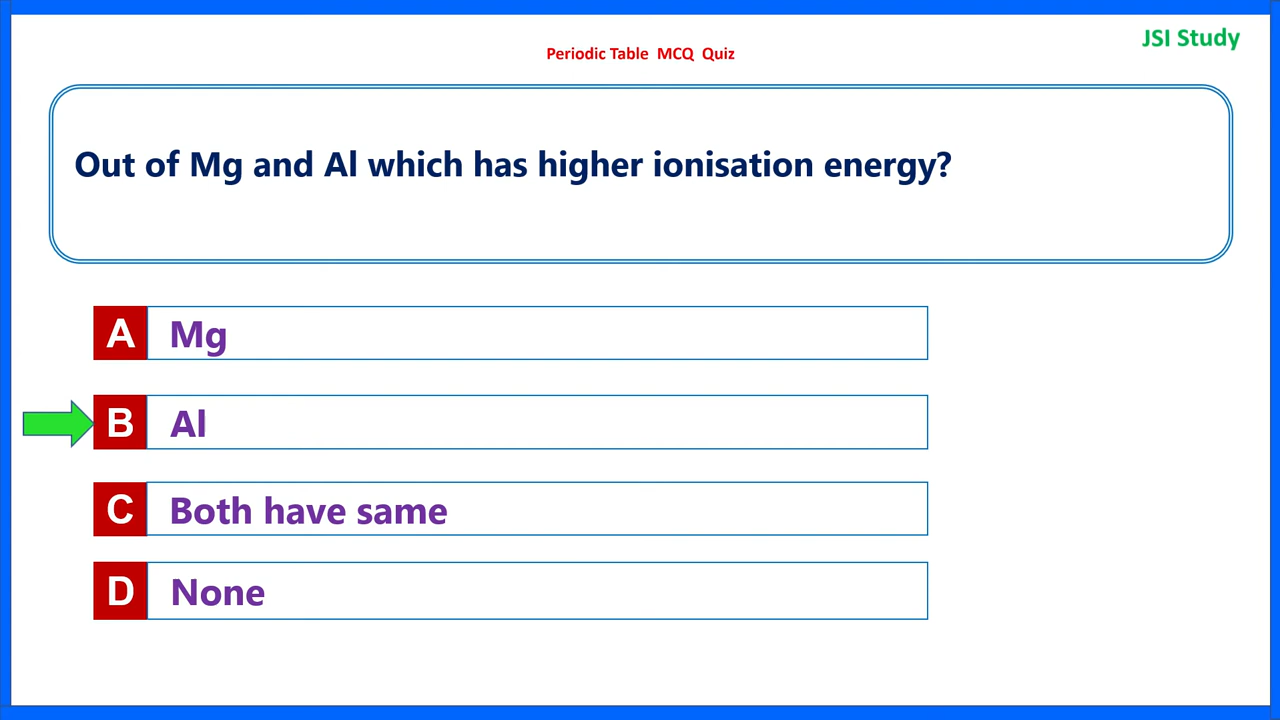 JSI Study
Periodic Table MCQ Quiz
Out of Mg and Al which has higher ionisation energy?
A Mg
B Al
C Both have same
D None